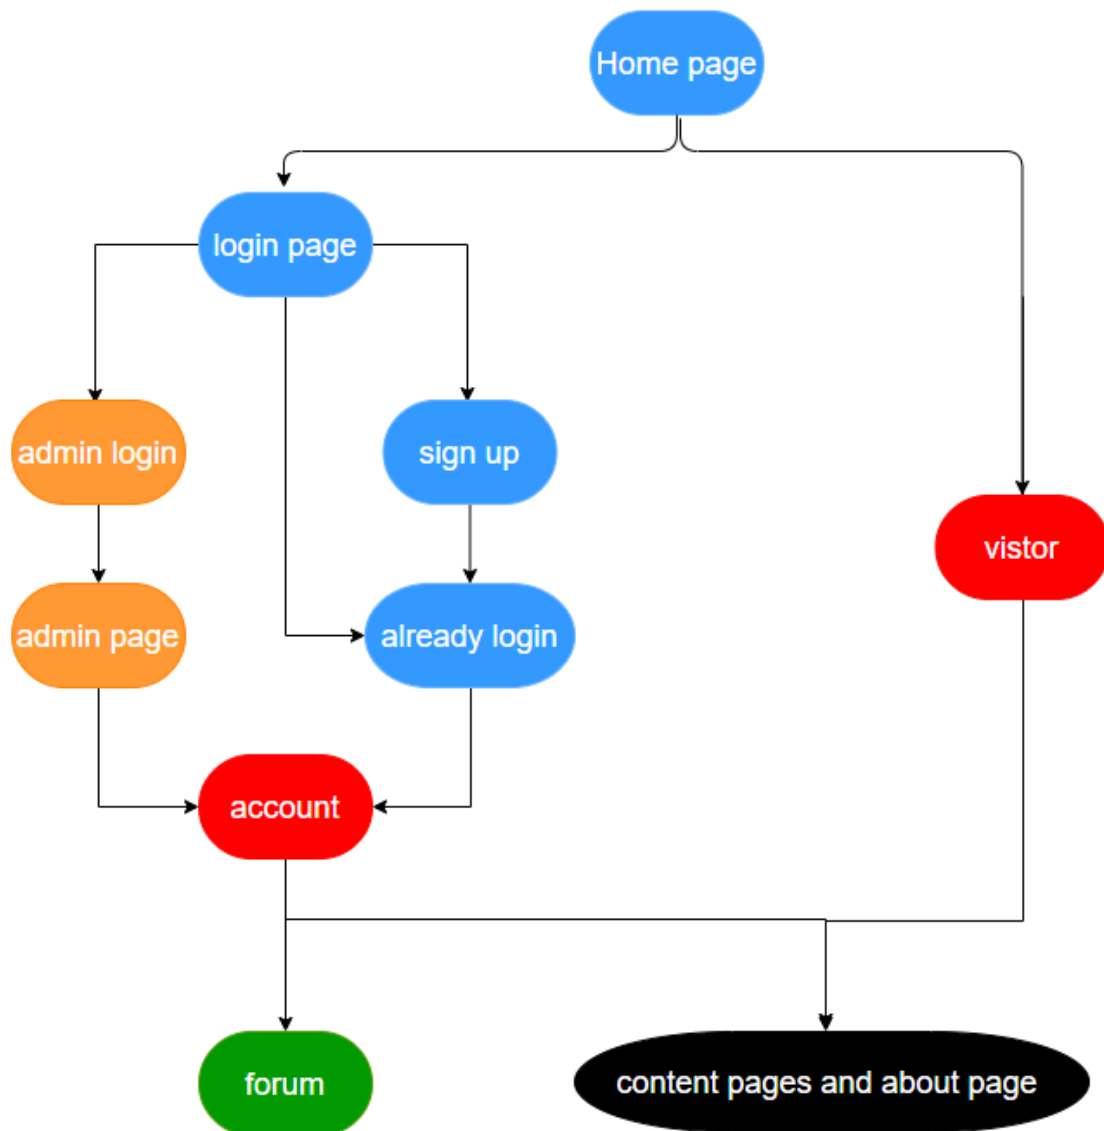 Home page
login page
admin login
sign up
vistor
admin page
already login
account
forum
content pages and about page